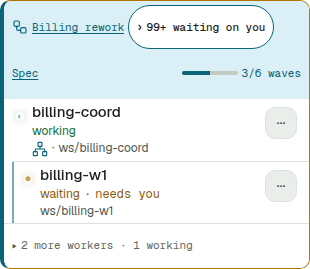 Billing rework › 99+ waiting on you
Spec 3/6 waves
billing-coord
working
· ws/billing-coord
billing-w1
waiting · needs you
ws/billing-w1
▸ 2 more workers · 1 working